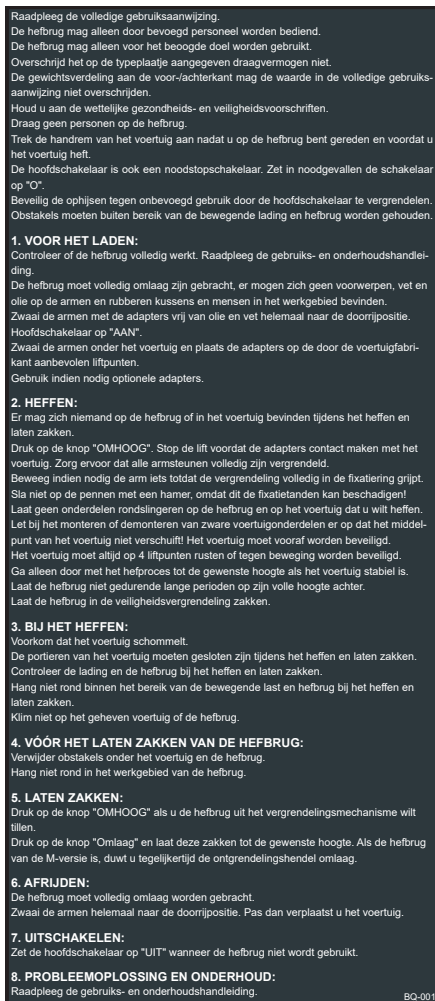 Raadpleeg de volledige gebruiksaanwijzing.
De hefbrug mag alleen door bevoegd personeel worden bediend.
De hefbrug mag alleen voor het beoogde doel worden gebruikt.
Overschrijd het op de typeplaatje aangegeven draagvermogen niet.
De gewichtsverdeling aan de voor-/achterkant mag de waarde in de volledige gebruiks-
aanwijzing niet overschrijden.
Houd u aan de wettelijke gezondheids- en veiligheidsvoorschriften.
Draag geen personen op de hefbrug.
Trek de handrem van het voertuig aan nadat u op de hefbrug bent gereden en voordat u
het voertuig heft.
De hoofdschakelaar is ook een noodstopschakelaar. Zet in noodgevallen de schakelaar
op "O".
Beveilig de ophijsen tegen onbevoegd gebruik door de hoofdschakelaar te vergrendelen.
Obstakels moeten buiten bereik van de bewegende lading en hefbrug worden gehouden.
1. VOOR HET LADEN:
Controleer of de hefbrug volledig werkt. Raadpleeg de gebruiks- en onderhoudshandlei-
ding.
De hefbrug moet volledig omlaag zijn gebracht, er mogen zich geen voorwerpen, vet en
olie op de armen en rubberen kussens en mensen in het werkgebied bevinden.
Zwaai de armen met de adapters vrij van olie en vet helemaal naar de doorrijpositie.
Hoofdschakelaar op "AAN".
Zwaai de armen onder het voertuig en plaats de adapters op de door de voertuigfabri-
kant aanbevolen liftpunten.
Gebruik indien nodig optionele adapters.
2. HEFFEN:
Er mag zich niemand op de hefbrug of in het voertuig bevinden tijdens het heffen en
laten zakken.
Druk op de knop "OMHOOG". Stop de lift voordat de adapters contact maken met het
voertuig. Zorg ervoor dat alle armsteunen volledig zijn vergrendeld.
Beweeg indien nodig de arm iets totdat de vergrendeling volledig in de fixatiering grijpt.
Sla niet op de pennen met een hamer, omdat dit de fixatietanden kan beschadigen!
Laat geen onderdelen rondslingeren op de hefbrug en op het voertuig dat u wilt heffen.
Let bij het monteren of demonteren van zware voertuigonderdelen er op dat het middel-
punt van het voertuig niet verschuift! Het voertuig moet vooraf worden beveiligd.
Het voertuig moet altijd op 4 liftpunten rusten of tegen beweging worden beveiligd.
Ga alleen door met het hefproces tot de gewenste hoogte als het voertuig stabiel is.
Laat de hefbrug niet gedurende lange perioden op zijn volle hoogte achter.
Laat de hefbrug in de veiligheidsvergrendeling zakken.
3. BIJ HET HEFFEN:
Voorkom dat het voertuig schommelt.
De portieren van het voertuig moeten gesloten zijn tijdens het heffen en laten zakken.
Controleer de lading en de hefbrug bij het heffen en laten zakken.
Hang niet rond binnen het bereik van de bewegende last en hefbrug bij het heffen en
laten zakken.
Klim niet op het geheven voertuig of de hefbrug.
4. VÓÓR HET LATEN ZAKKEN VAN DE HEFBRUG:
Verwijder obstakels onder het voertuig en de hefbrug.
Hang niet rond in het werkgebied van de hefbrug.
5. LATEN ZAKKEN:
Druk op de knop "OMHOOG" als u de hefbrug uit het vergrendelingsmechanisme wilt
tillen.
Druk op de knop "Omlaag" en laat deze zakken tot de gewenste hoogte. Als de hefbrug
van de M-versie is, duwt u tegelijkertijd de ontgrendelingshendel omlaag.
6. AFRIJDEN:
De hefbrug moet volledig omlaag worden gebracht.
Zwaai de armen helemaal naar de doorrijpositie. Pas dan verplaatst u het voertuig.
7. UITSCHAKELEN:
Zet de hoofdschakelaar op "UIT" wanneer de hefbrug niet wordt gebruikt.
8. PROBLEEMOPLOSSING EN ONDERHOUD:
Raadpleeg de gebruiks- en onderhoudshandleiding.
BQ-001